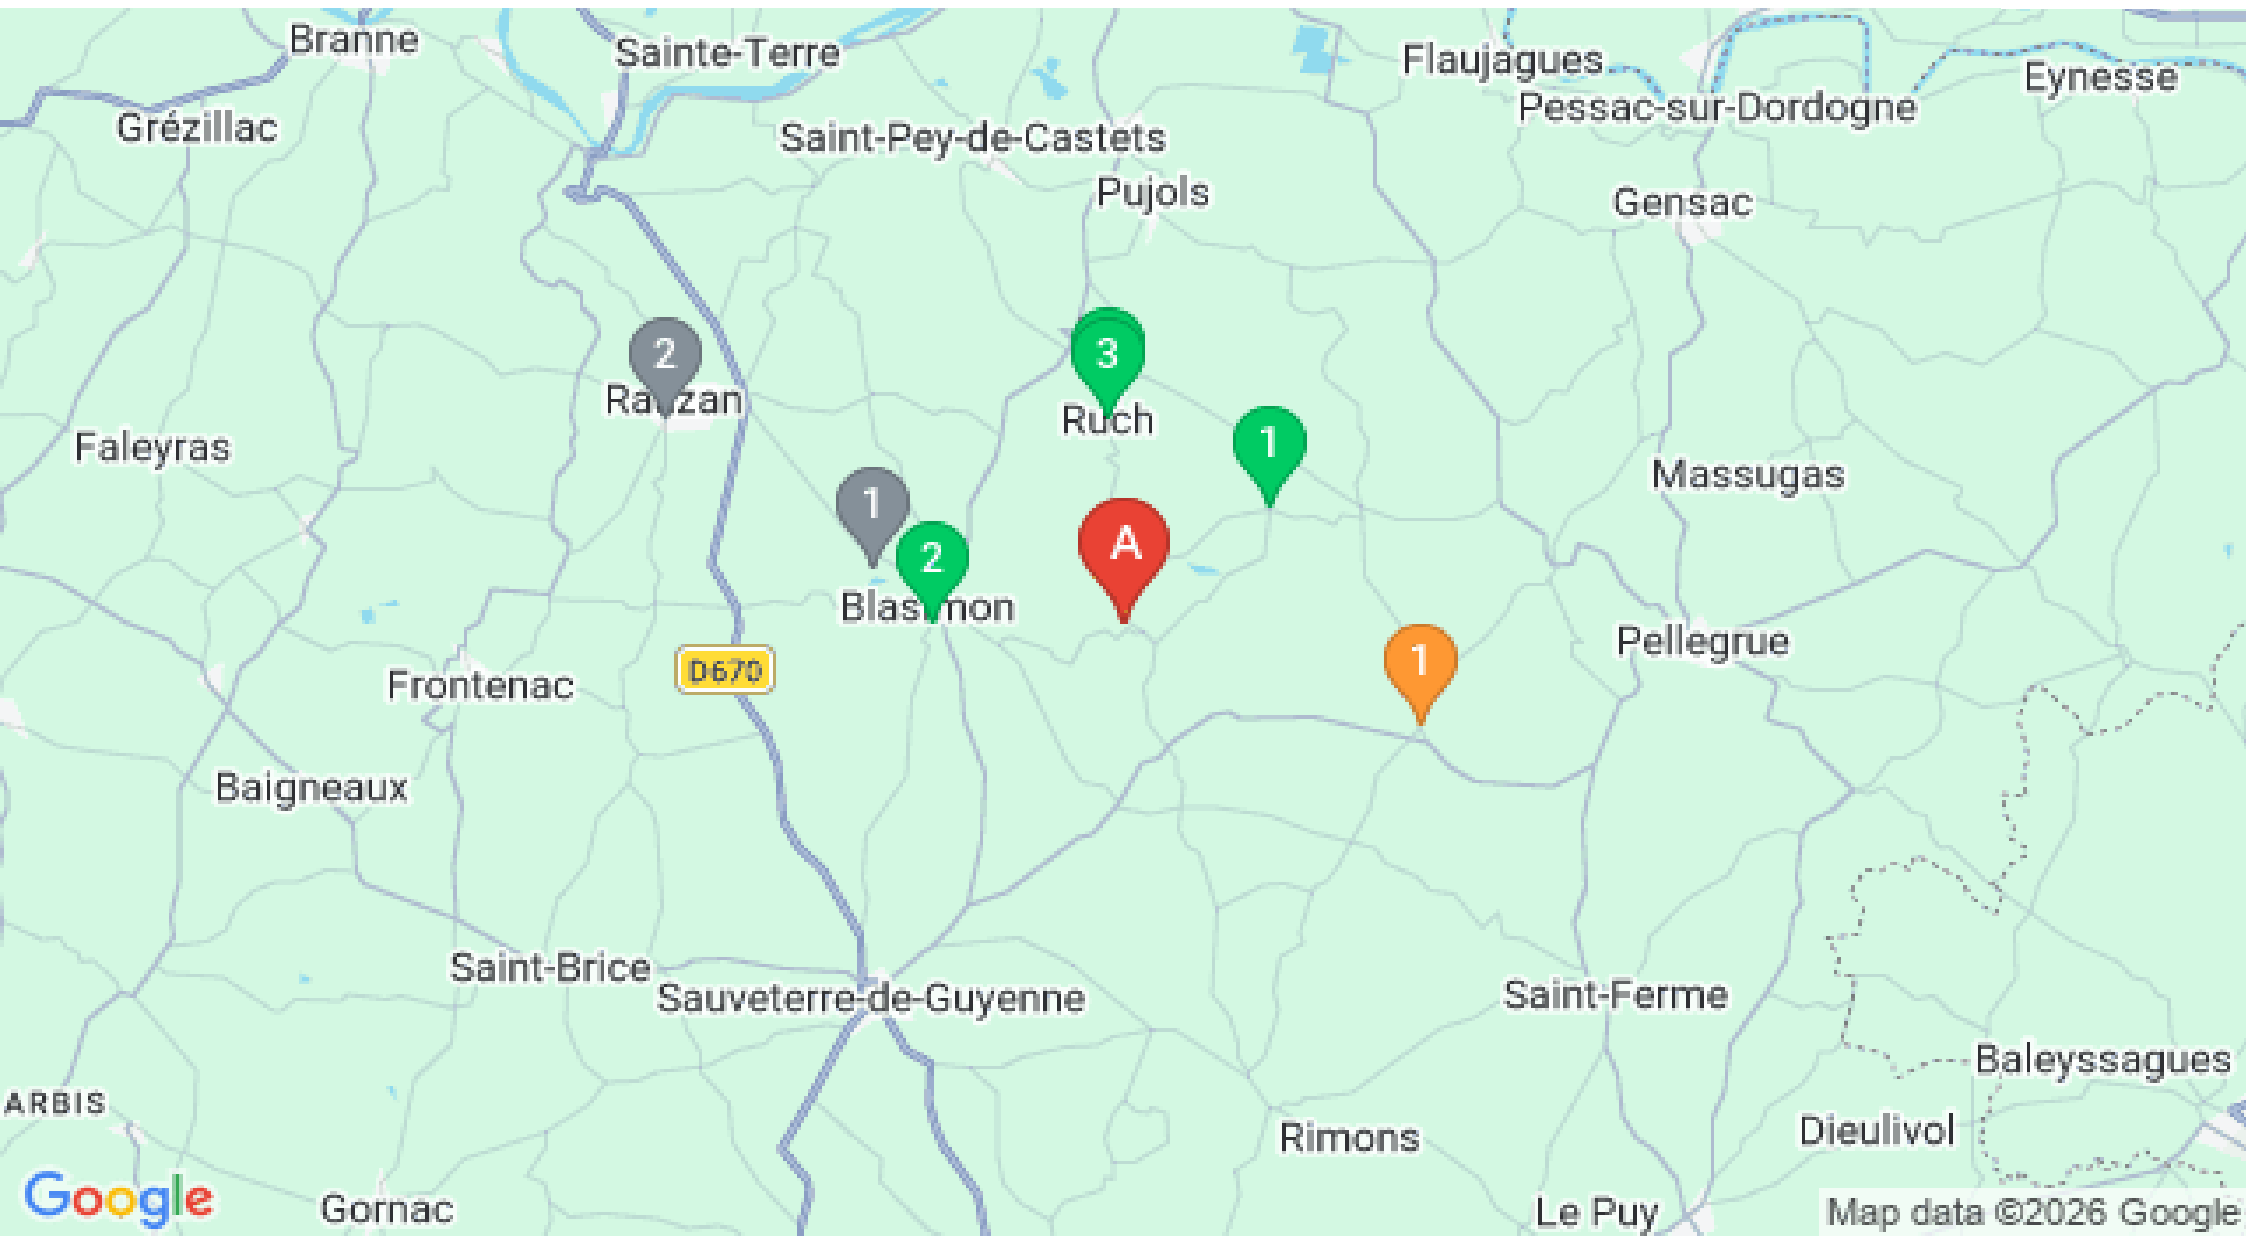 Branne
Sainte-Terre
Flaujagues
Eynesse
Pessac-sur-Dordogne
Grézillac
Saint-Pey-de-Castets
Pujols
Gensac
2
3
Rauzan
Ruch
1
Faleyras
Massugas
1
A
2
Blasimon
Pellegrue
1
D670
Frontenac
Baigneaux
Saint-Brice
Sauveterre-de-Guyenne
Saint-Ferme
Baleyssagues
ARBIS
Dieulivol
Rimons
Google
Gornac
Le Puy
Map data ©2026 Google